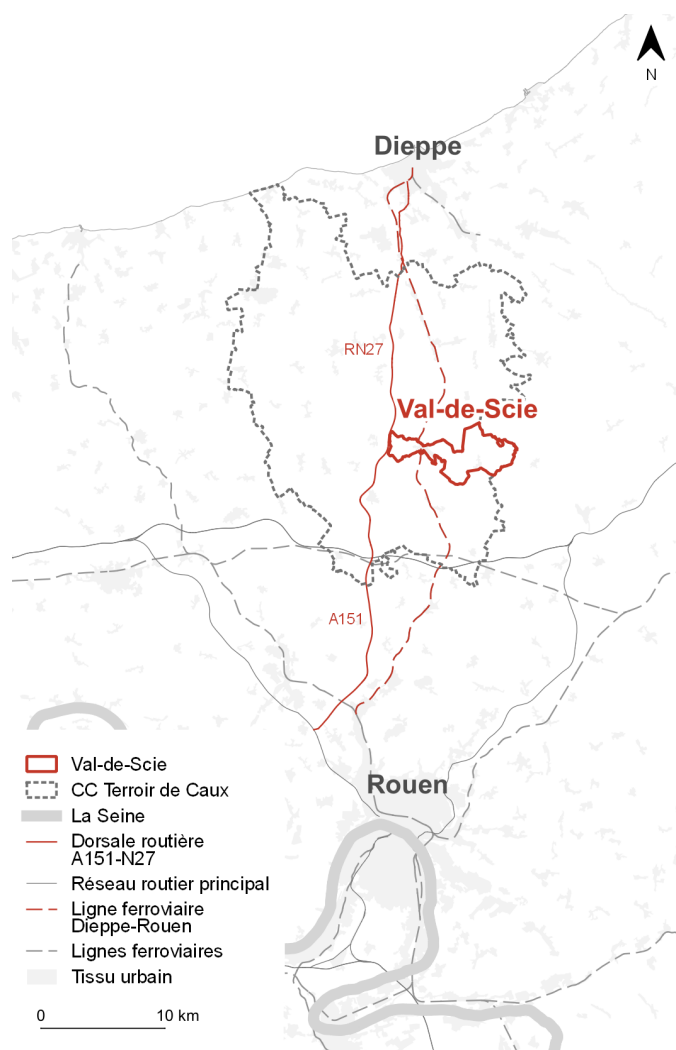 N
Dieppe
RN27
Val-de-Scie
A151
Rouen
Val-de-Scie
CC Terroir de Caux
La Seine
Dorsale routière
A151-N27
Réseau routier principal
Ligne ferroviaire
Dieppe-Rouen
Lignes ferroviaires
Tissu urbain
0 10 km